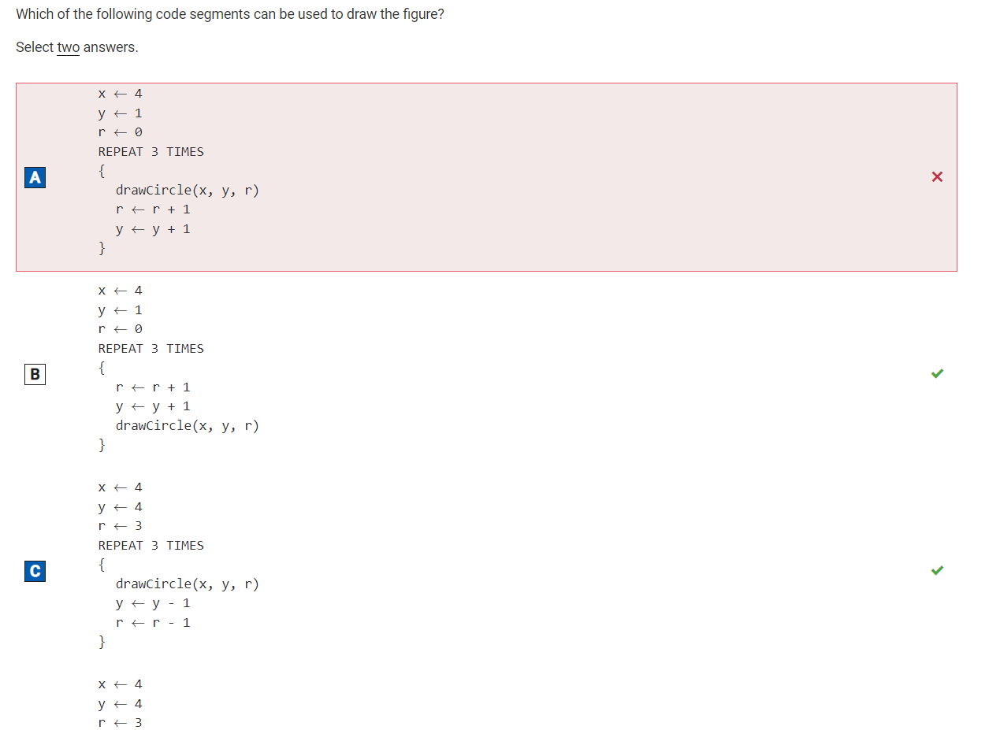 Which of the following code segments can be used to draw the figure?
Select two answers.
x ← 4
y ← 1
r ← 0
REPEAT 3 TIMES
{
A
drawCircle(x, y, r)
r ← r + 1
y ← y + 1
}
x ← 4
y ← 1
r ← 0
REPEAT 3 TIMES
{
B
r ← r + 1
y ← y + 1
drawCircle(x, y, r)
}
x ← 4
y ← 4
r ← 3
REPEAT 3 TIMES
{
C
drawCircle(x, y, r)
y ← y - 1
r ← r - 1
}
x ← 4
y ← 4
r ← 3